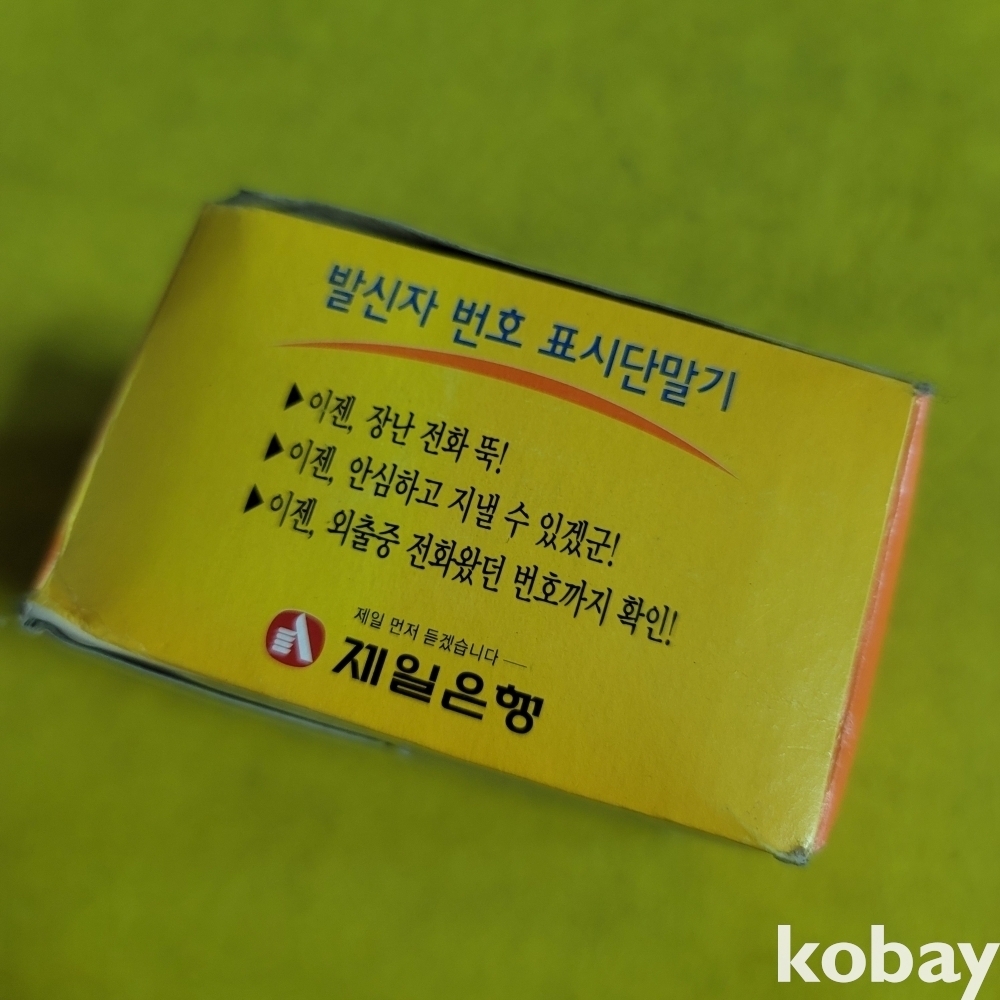 발신자 번호 표시단말기
▶이젠, 장난 전화 뚝!
▶이젠, 안심하고 지낼 수 있겠군!
▶이젠, 외출중 전화왔던 번호까지 확인!
제일 먼저 듣겠습니다
제일은행
kobay